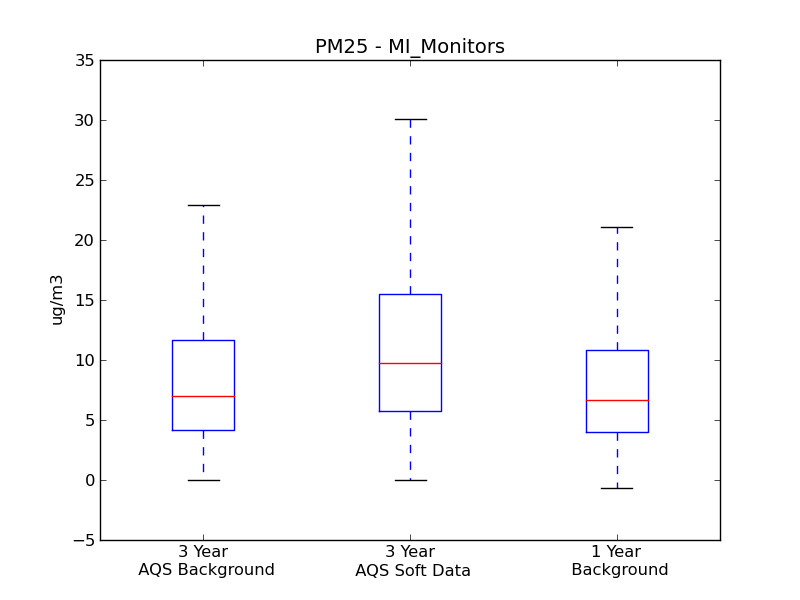 PM25 - MI_Monitors
35
30
25
20
15
10
5
0
−5
ug/m3
3 Year
AQS Background
3 Year
AQS Soft Data
1 Year
Background